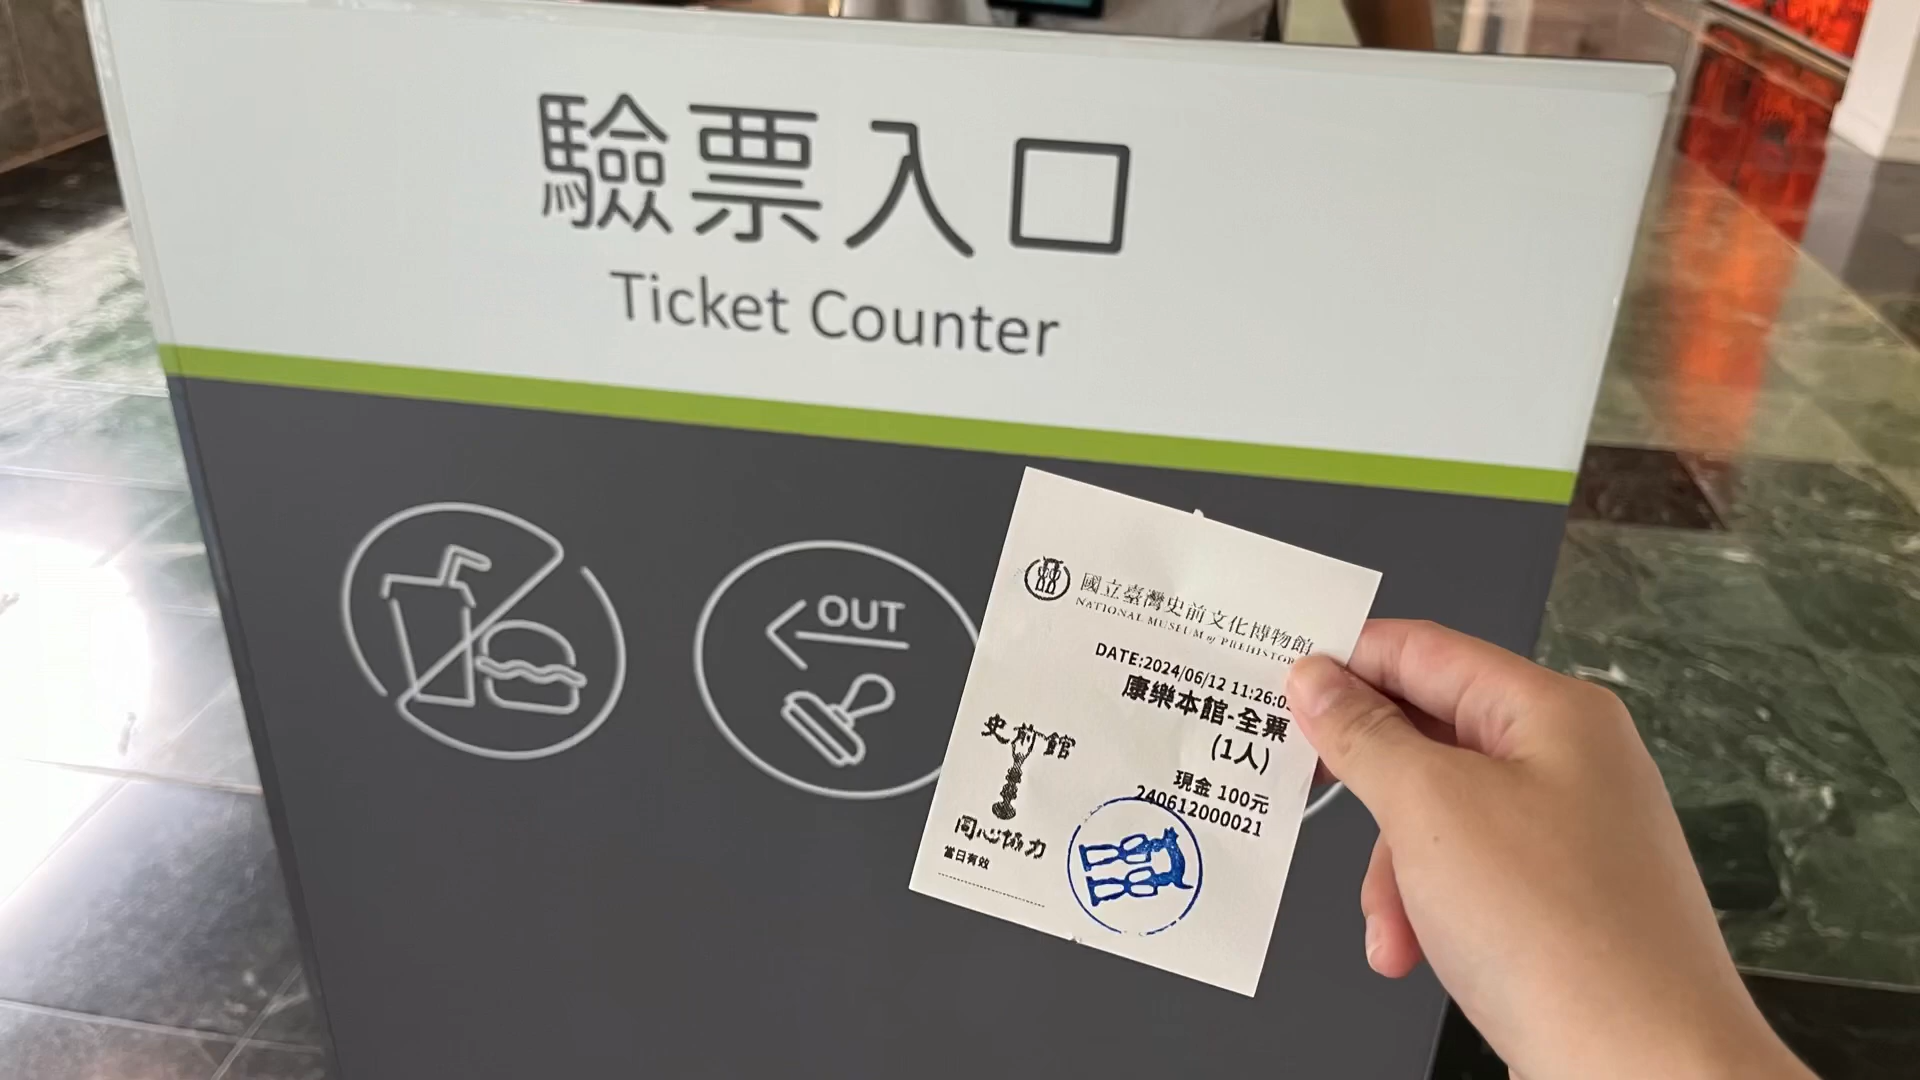 驗票入口
Ticket Counter
OUT
國立臺灣史前文化博物館
NATIONAL MUSEUM of PREHISTOR
DATE:2024/06/12 11:26:0
康樂本館-全票
(1人)
現金 100元
240612000021
史前館
同心協力
當日有效